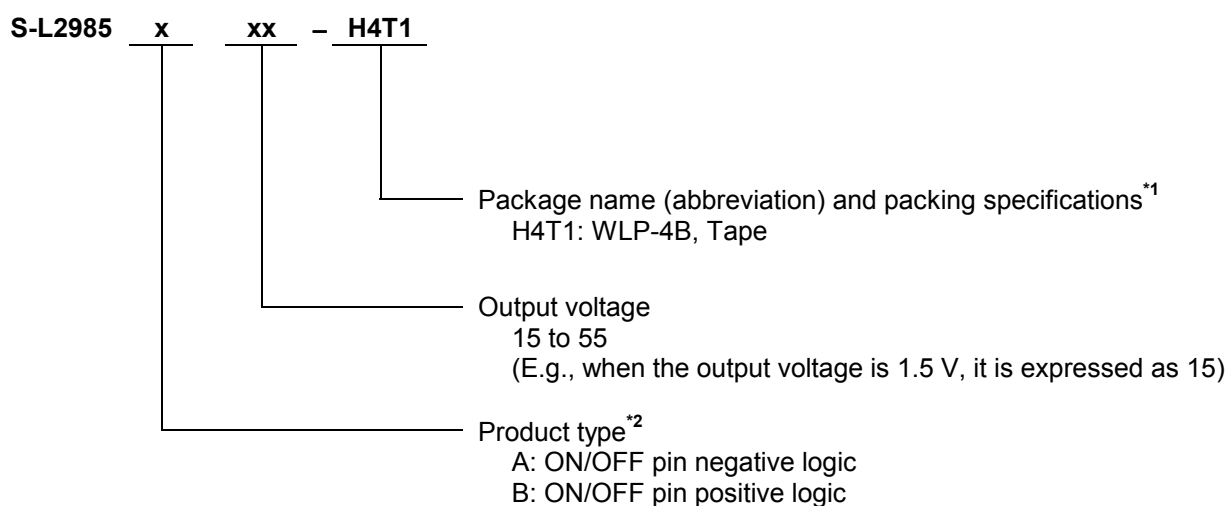 S-L2985 x xx – H4T1
Package name (abbreviation) and packing specifications*1
H4T1: WLP-4B, Tape
Output voltage
15 to 55
(E.g., when the output voltage is 1.5 V, it is expressed as 15)
Product type*2
A: ON/OFF pin negative logic
B: ON/OFF pin positive logic